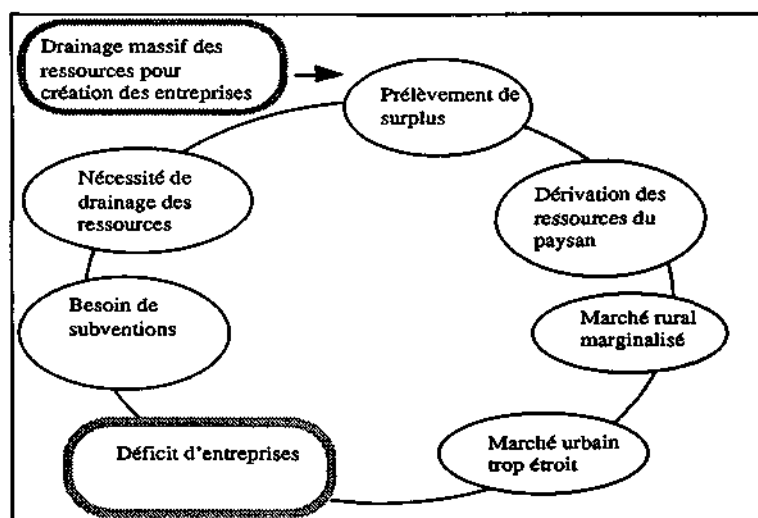 Drainage massif des
ressources pour
création des entreprises
Prélèvement de
surplus
Dérivation des
ressources du
paysan
Marché rural
marginalisé
Marché urbain
trop étroit
Déficit d'entreprises
Besoin de
subventions
Nécessité de
drainage des
ressources